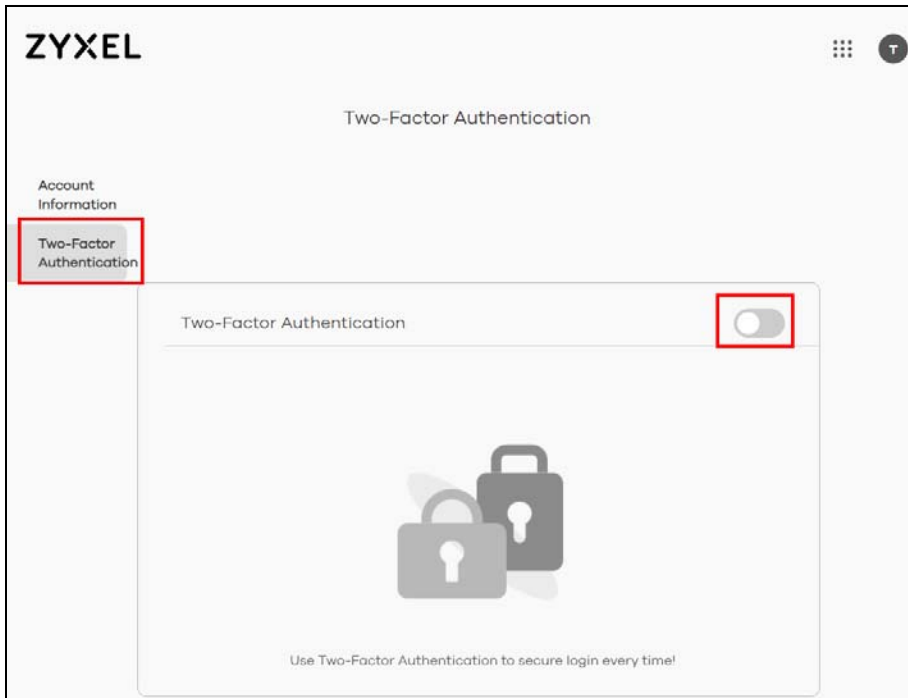 ZYXEL
T
Two-Factor Authentication
Account
Information
Two-Factor
Authentication
Two-Factor Authentication
Use Two-Factor Authentication to secure login every time!